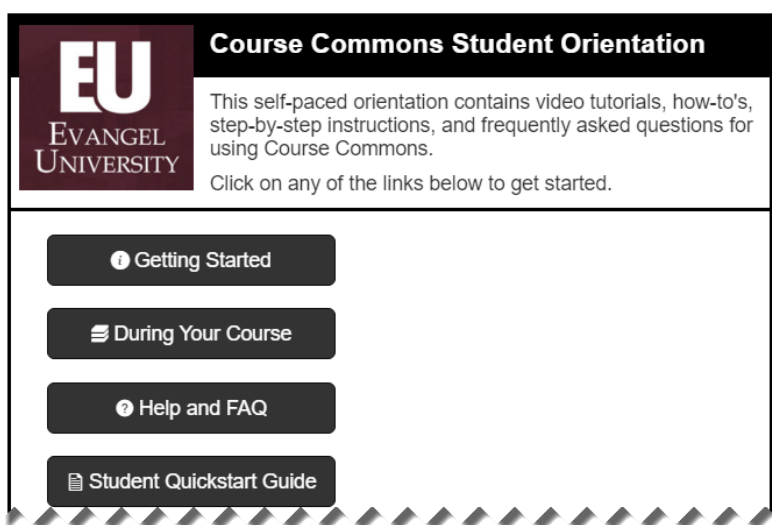 EU
EVANGEL
UNIVERSITY
Course Commons Student Orientation
This self-paced orientation contains video tutorials, how-to's,
step-by-step instructions, and frequently asked questions for
using Course Commons.
Click on any of the links below to get started.
Getting Started
During Your Course
Help and FAQ
Student Quickstart Guide